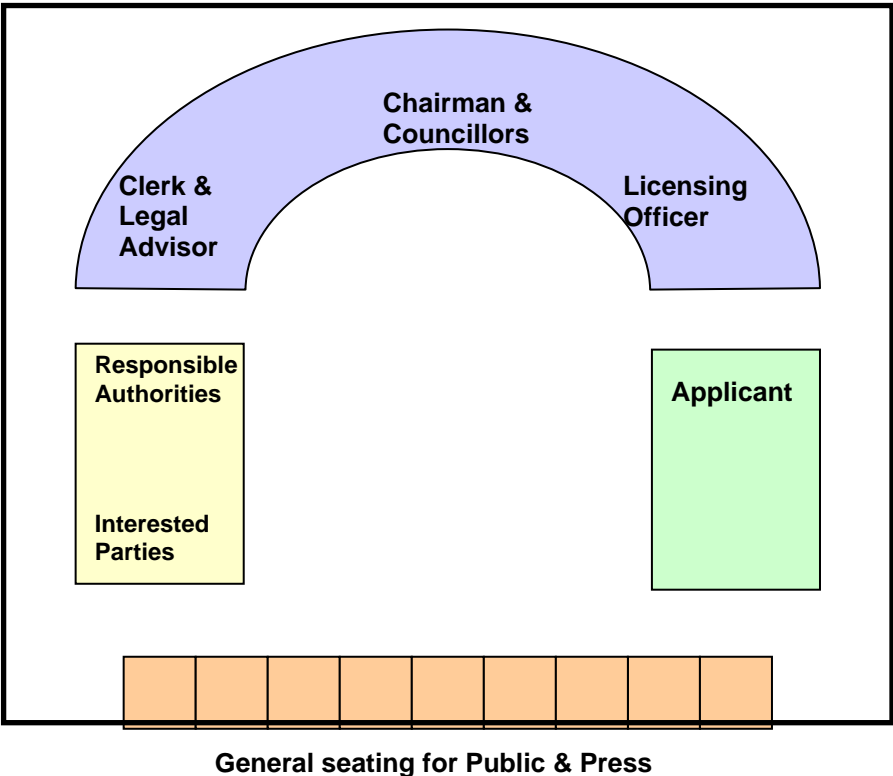 Chairman &
Councillors
Clerk &
Legal
Advisor
Licensing
Officer
Responsible
Authorities
Interested
Parties
Applicant
General seating for Public & Press